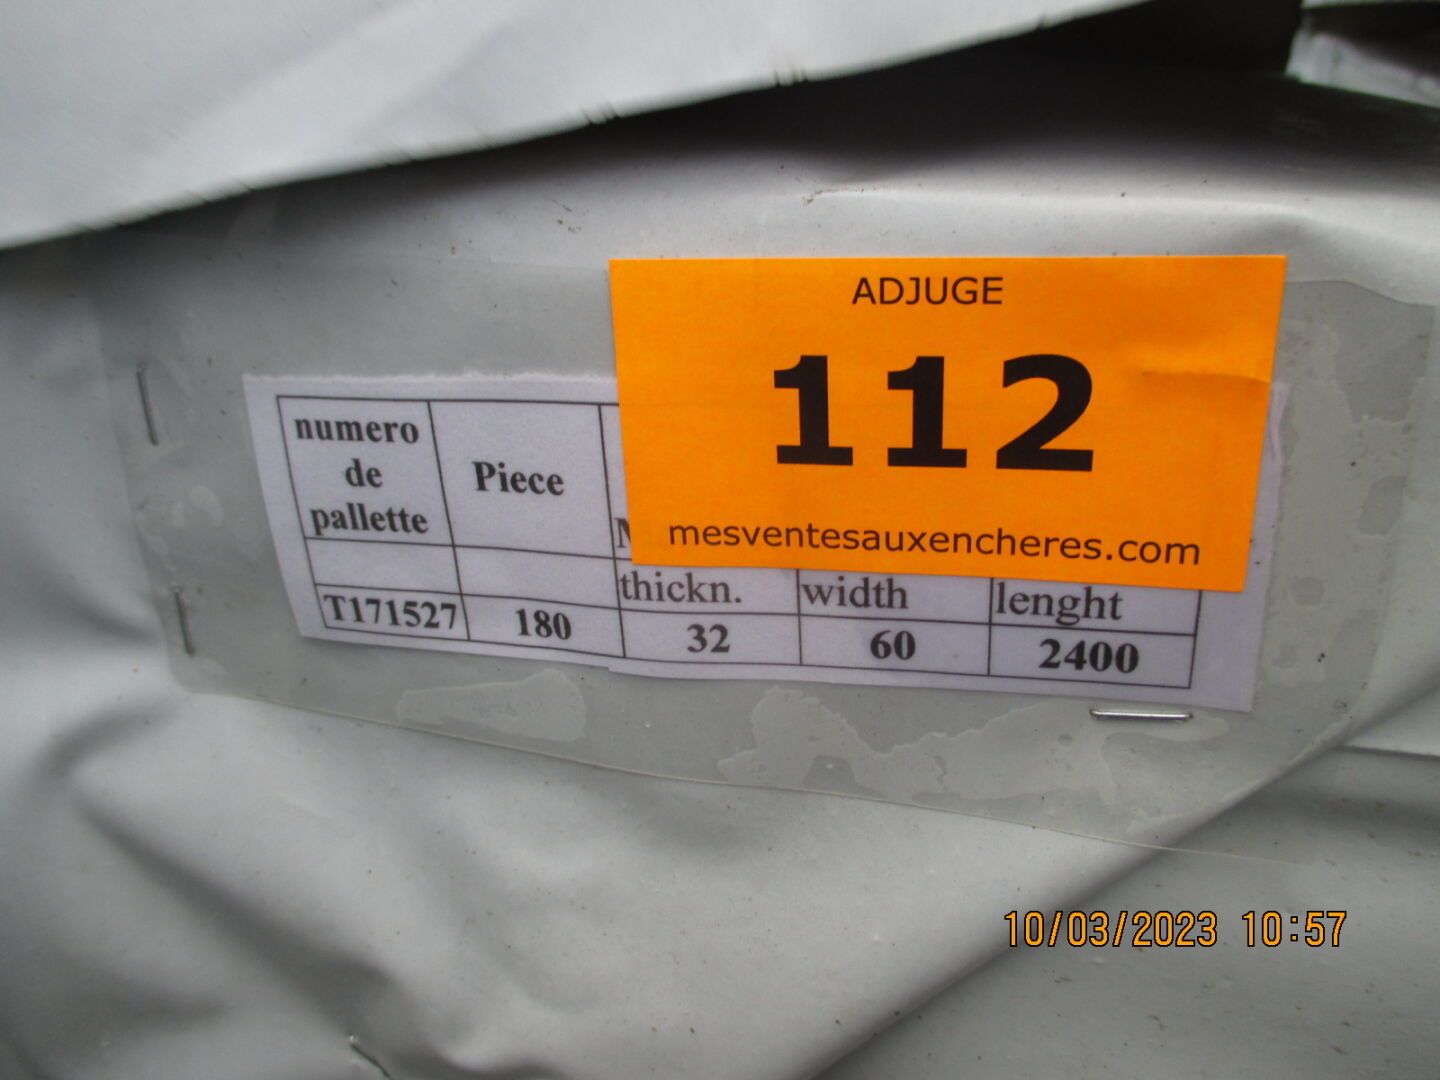 ADJUGE
112
mesventesauxencheres.com
numero
de
pallette
Piece
thickn.
width
lenght
T171527
180
32
60
2400
10/03/2023 10:57